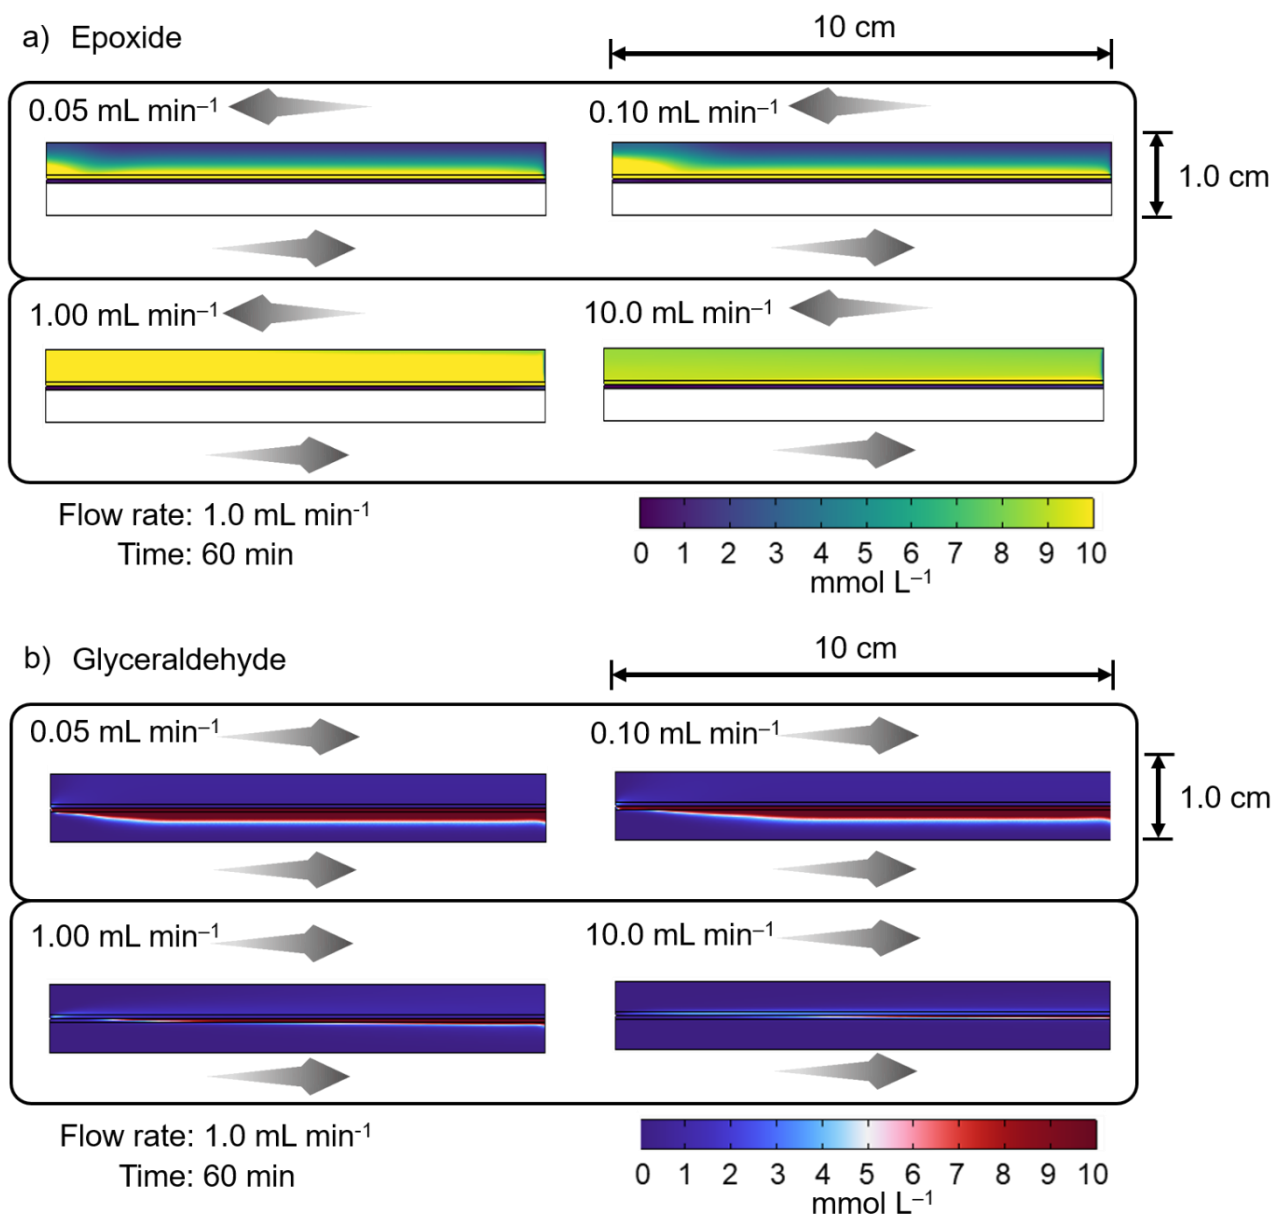 a) Epoxide
10 cm
0.05 mL min⁻¹
0.10 mL min⁻¹
1.0 cm
1.00 mL min⁻¹
10.0 mL min⁻¹
Flow rate: 1.0 mL min⁻¹
Time: 60 min
0 1 2 3 4 5 6 7 8 9 10
mmol L⁻¹
b) Glyceraldehyde
10 cm
0.05 mL min⁻¹
0.10 mL min⁻¹
1.0 cm
1.00 mL min⁻¹
10.0 mL min⁻¹
Flow rate: 1.0 mL min⁻¹
Time: 60 min
0 1 2 3 4 5 6 7 8 9 10
mmol L⁻¹